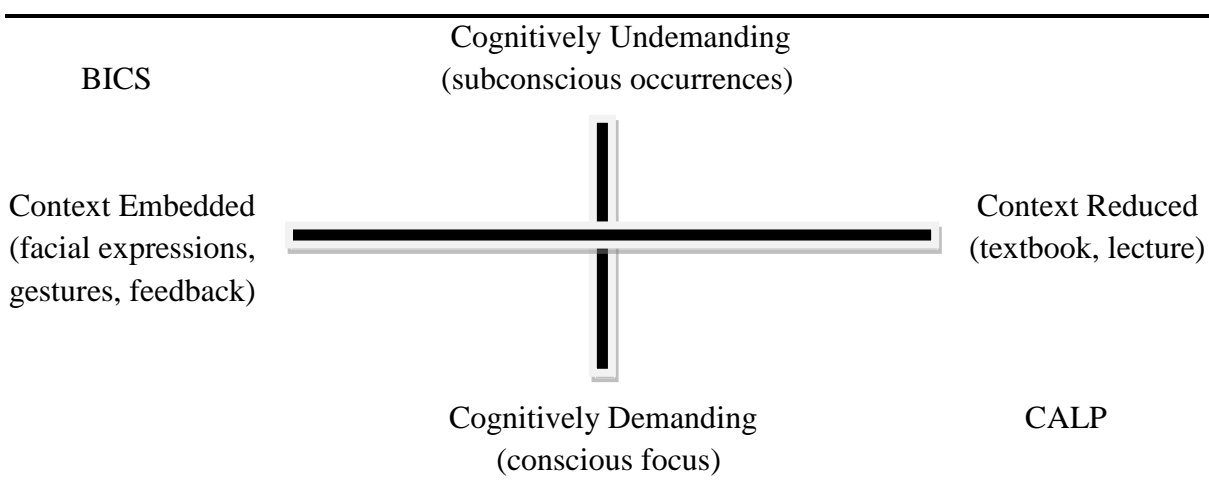 Cognitively Undemanding
BICS (subconscious occurrences)
Context Embedded
(facial expressions,
gestures, feedback)
Context Reduced
(textbook, lecture)
Cognitively Demanding
(conscious focus)
CALP